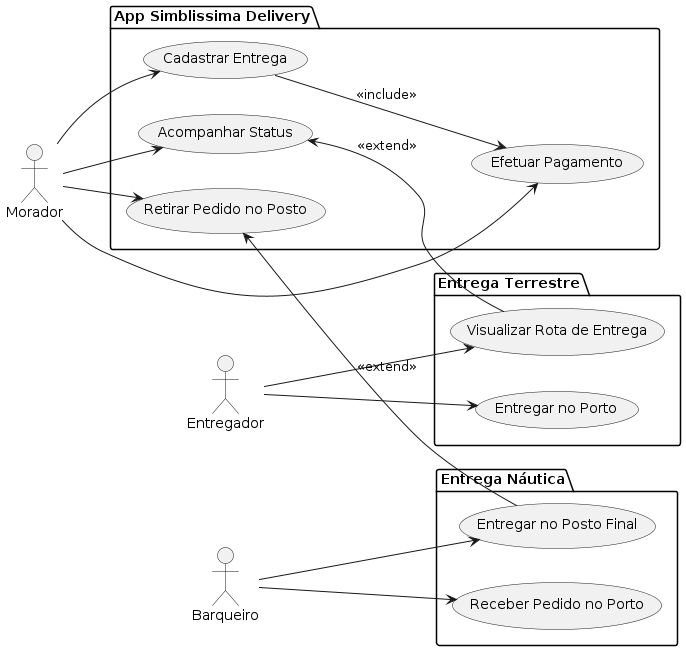 App Simblissima Delivery
Cadastrar Entrega
«include»
Acompanhar Status
«extend»
Efetuar Pagamento
Retirar Pedido no Posto
Morador
Entrega Terrestre
Visualizar Rota de Entrega
«extend»
Entregar no Porto
Entregador
Entrega Náutica
Entregar no Posto Final
Receber Pedido no Porto
Barqueiro